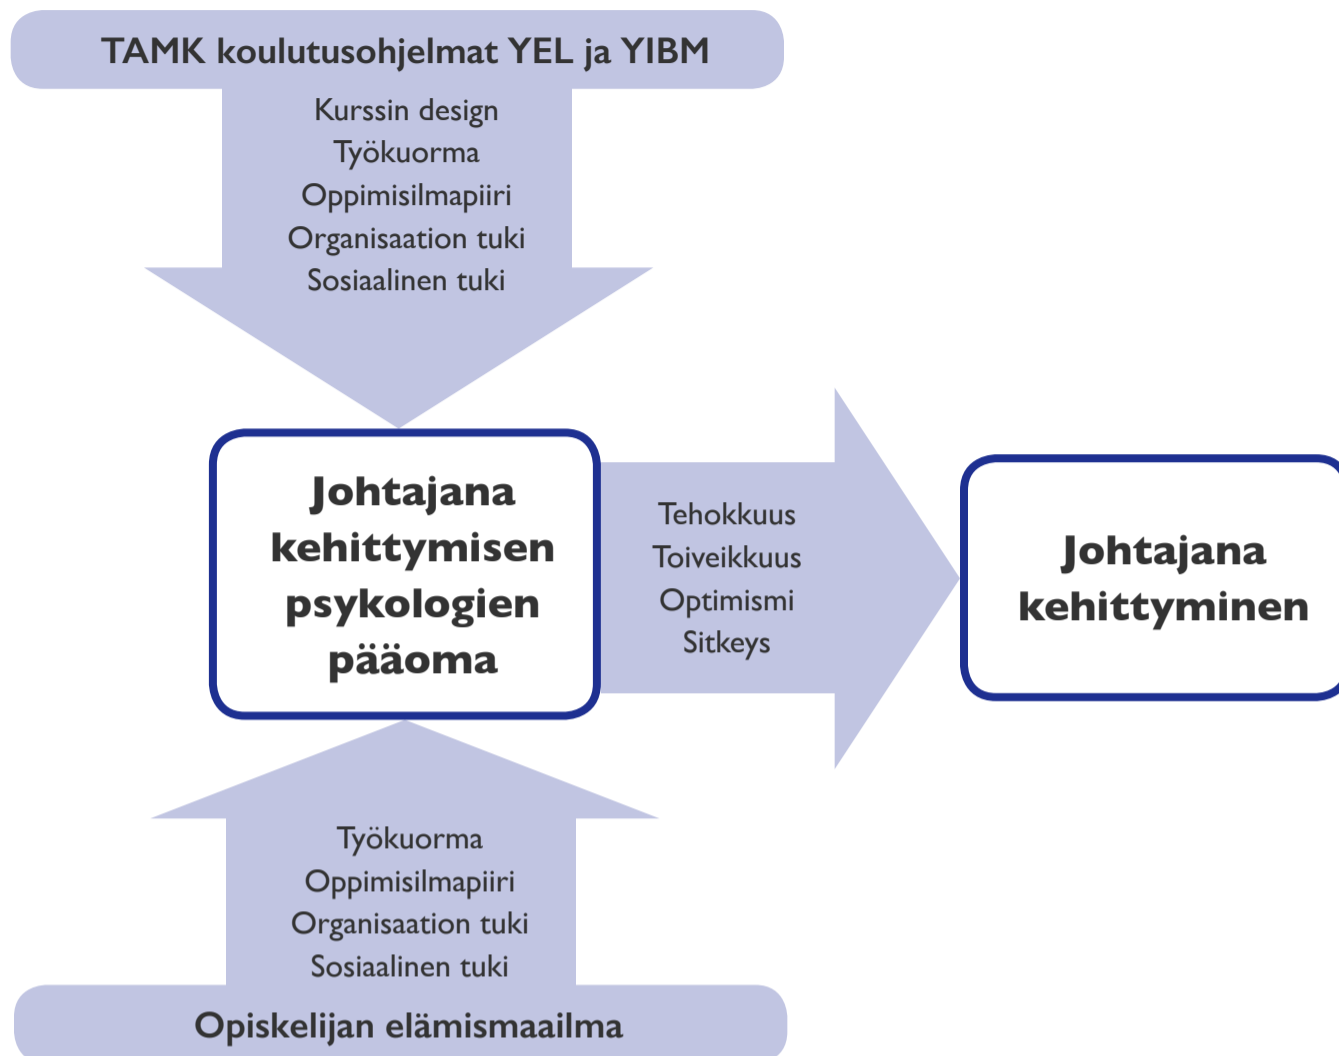 TAMK koulutusohjelmat YEL ja YIBM
Kurssin design
Työkuorma
Oppimisilmapiiri
Organisaation tuki
Sosiaalinen tuki
Johtajana
kehittymisen
psykologien
pääoma
Tehokkuus
Toiveikkuus
Optimismi
Sitkeys
Johtajana
kehittyminen
Työkuorma
Oppimisilmapiiri
Organisaation tuki
Sosiaalinen tuki
Opiskelijan elämismaailma